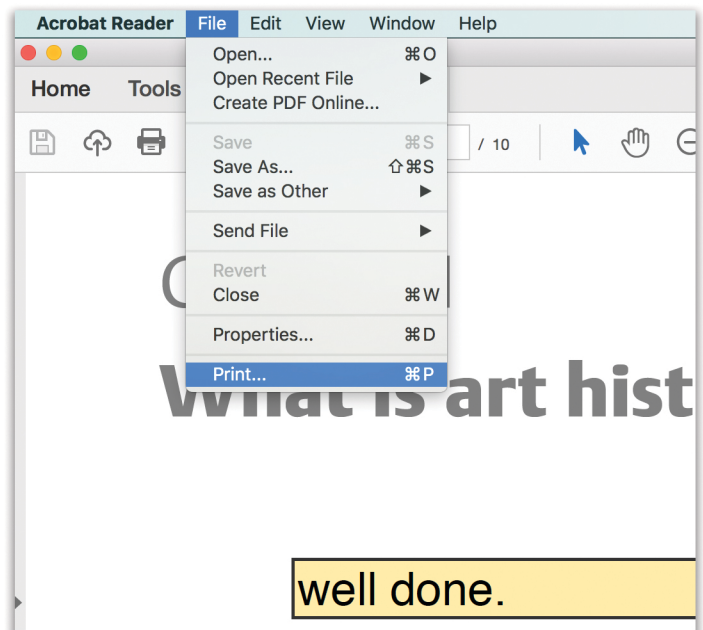 Acrobat Reader File Edit View Window Help
Home Tools
Open... ⌘O
Open Recent File ▶
Create PDF Online...
Save ⌘S
Save As... ⇧⌘S
Save as Other ▶
Send File ▶
Revert
Close ⌘W
Properties... ⌘D
Print... ⌘P
/ 10
What is art hist
well done.